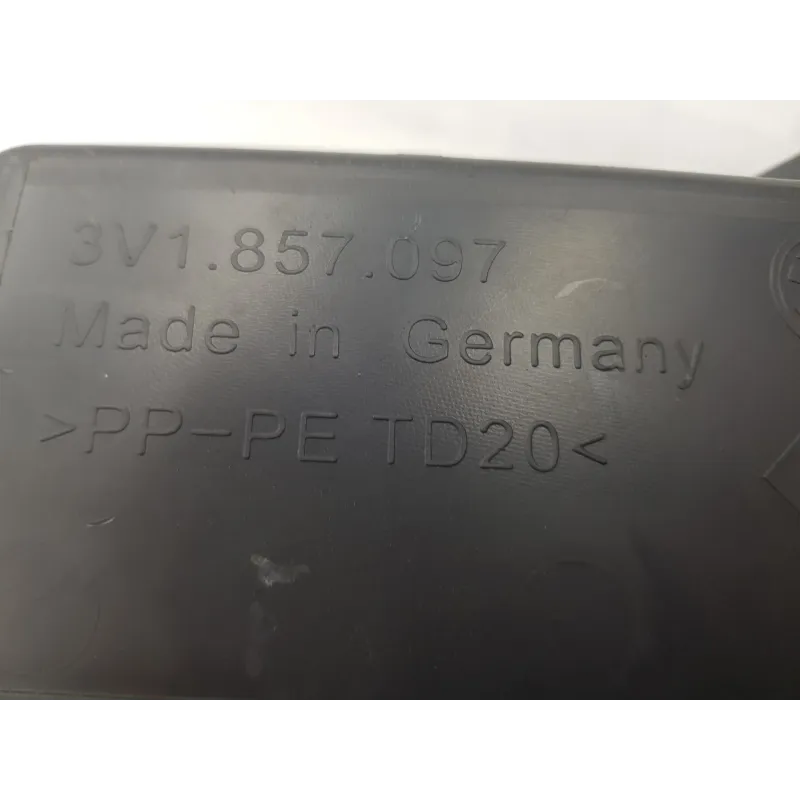 3V1.857.097
Made in Germany
>PP-PE TD20<